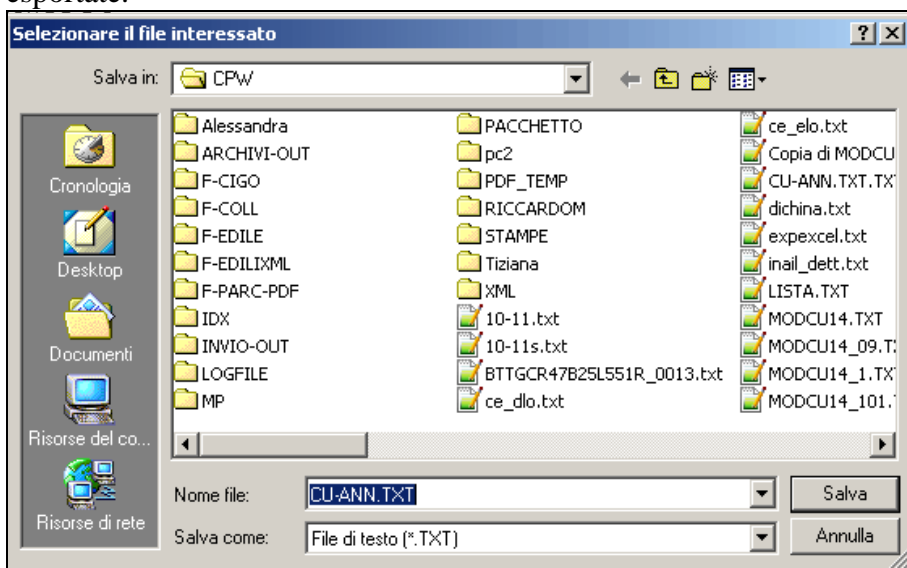 esportate.
Selezionare il file interessato
Salva in: CPW
Cronologia
Desktop
Documenti
Risorse del co...
Risorse di rete
Alessandra
ARCHIVI-OUT
F-CIGO
F-COLL
F-EDILE
F-EDILIXML
F-PARC-PDF
IDX
INVIO-OUT
LOGFILE
MP
PACCHETTO
pc2
PDF_TEMP
RICCARDOM
STAMPE
Tiziana
XML
10-11.txt
10-11s.txt
BTTGCR47B25L551R_0013.txt
ce_dlo.txt
ce_elo.txt
Copia di MODCU
CU-ANN.TXT.TX
dichina.txt
expexcel.txt
inail_dett.txt
LISTA.TXT
MODCU14.TXT
MODCU14_09.T
MODCU14_1.TX
MODCU14_101.
Nome file: CU-ANN.TXT Salva
Salva come: File di testo (*.TXT) Annulla